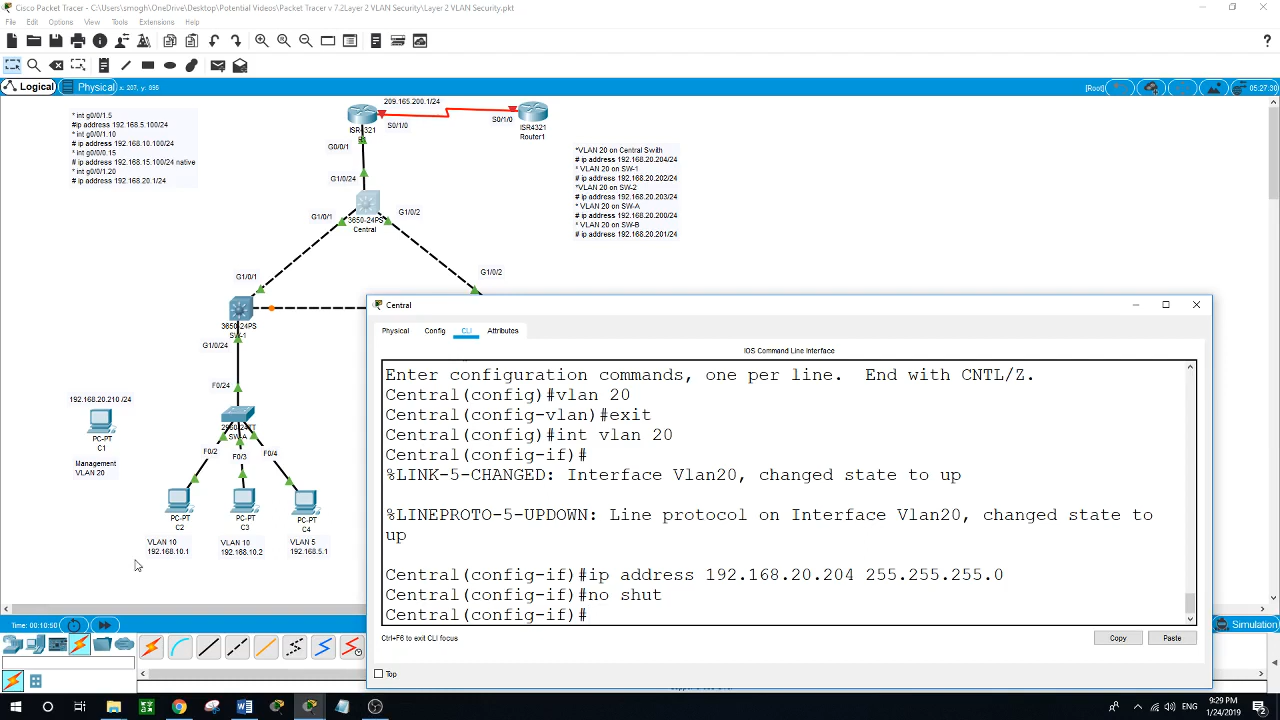 Cisco Packet Tracer - C:\Users\smogh\OneDrive\Desktop\Potential Videos\Packet Tracer v 7.2Layer 2 VLAN Security\Layer 2 VLAN Security.pkt
File Edit Options View Tools Extensions Help
Logical Physical x: 207, y: 895 [Root] 05:27:30
* int g0/0/1.5
#ip address 192.168.5.100/24
* int g0/0/1.10
# ip address 192.168.10.100/24
* int g0/0/0.15
# ip address 192.168.15.100/24 native
* int g0/0/1.20
# ip address 192.168.20.1/24
209.165.200.1/24
ISR4321
S0/1/0
S0/1/0
ISR4321
Router1
G0/0/1
*VLAN 20 on Central Swith
# ip address 192.168.20.204/24
* VLAN 20 on SW-1
# ip address 192.168.20.202/24
*VLAN 20 on SW-2
# ip address 192.168.20.203/24
* VLAN 20 on SW-A
# ip address 192.168.20.200/24
* VLAN 20 on SW-B
# ip address 192.168.20.201/24
G1/0/24
G1/0/1
3650-24PS
Central
G1/0/2
G1/0/1
G1/0/2
3650-24PS
SW-1
G1/0/24
F0/24
192.168.20.210 /24
PC-PT
C1
Management
VLAN 20
2960-24TT
SW-A
F0/2
F0/3
F0/4
PC-PT
C2
PC-PT
C3
PC-PT
C4
VLAN 10
192.168.10.1
VLAN 10
192.168.10.2
VLAN 5
192.168.5.1
Central
Physical Config CLI Attributes
IOS Command Line Interface
Enter configuration commands, one per line. End with CNTL/Z.
Central(config)#vlan 20
Central(config-vlan)#exit
Central(config)#int vlan 20
Central(config-if)#
%LINK-5-CHANGED: Interface Vlan20, changed state to up
%LINEPROTO-5-UPDOWN: Line protocol on Interface Vlan20, changed state to
up
Central(config-if)#ip address 192.168.20.204 255.255.255.0
Central(config-if)#no shut
Central(config-if)#
Ctrl+F6 to exit CLI focus
Copy Paste
Top
Time: 00:10:50
Simulation
ENG
9:29 PM
1/24/2019
2